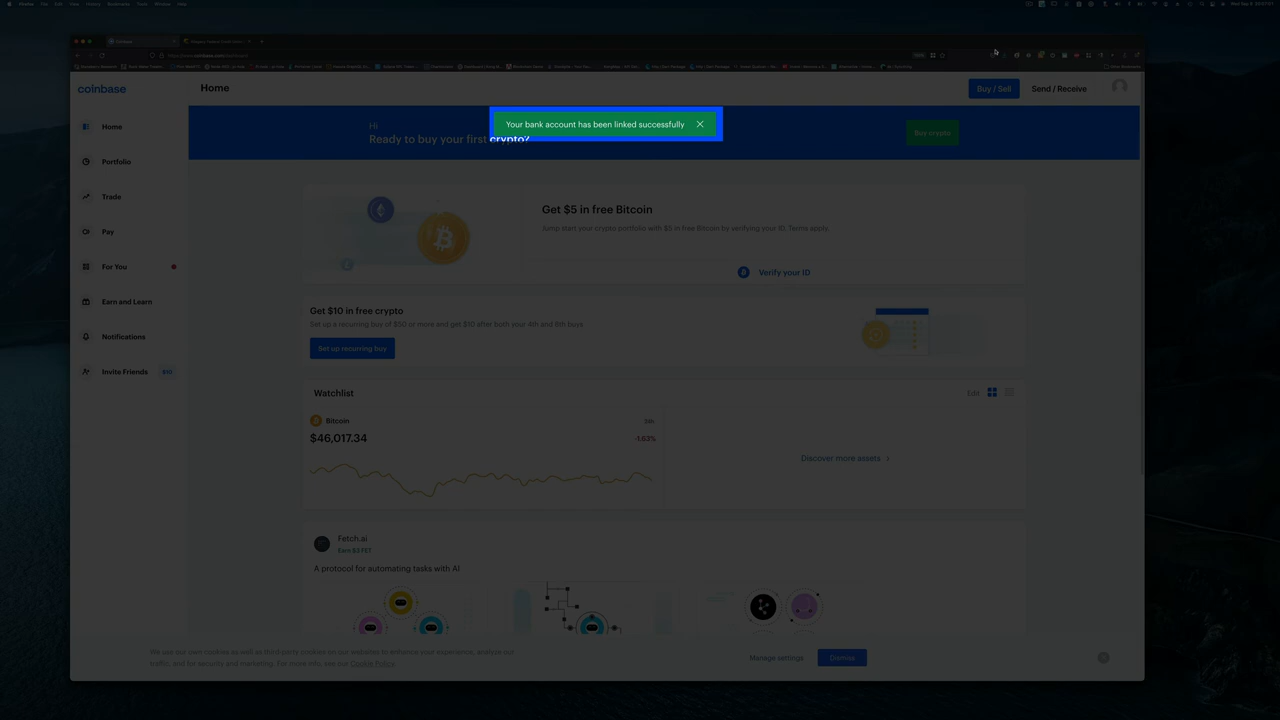 coinbase
Home
Buy / Sell
Send / Receive
Home
Portfolio
Trade
Pay
For You
Earn and Learn
Notifications
Invite Friends
$10
Your bank account has been linked successfully
Hi
Ready to buy your first crypto?
Buy crypto
Get $5 in free Bitcoin
Jump start your crypto portfolio with $5 in free Bitcoin by verifying your ID. Terms apply.
Verify your ID
Get $10 in free crypto
Set up a recurring buy of $50 or more and get $10 after both your 4th and 8th buys
Set up recurring buy
Watchlist
Edit
Bitcoin
24h
$46,017.34
-1.63%
Discover more assets
Fetch.ai
Earn $3 FET
A protocol for automating tasks with AI
We use our own cookies as well as third-party cookies on our websites to enhance your experience, analyze our
traffic, and for security and marketing. For more info, see our Cookie Policy.
Manage settings
Dismiss